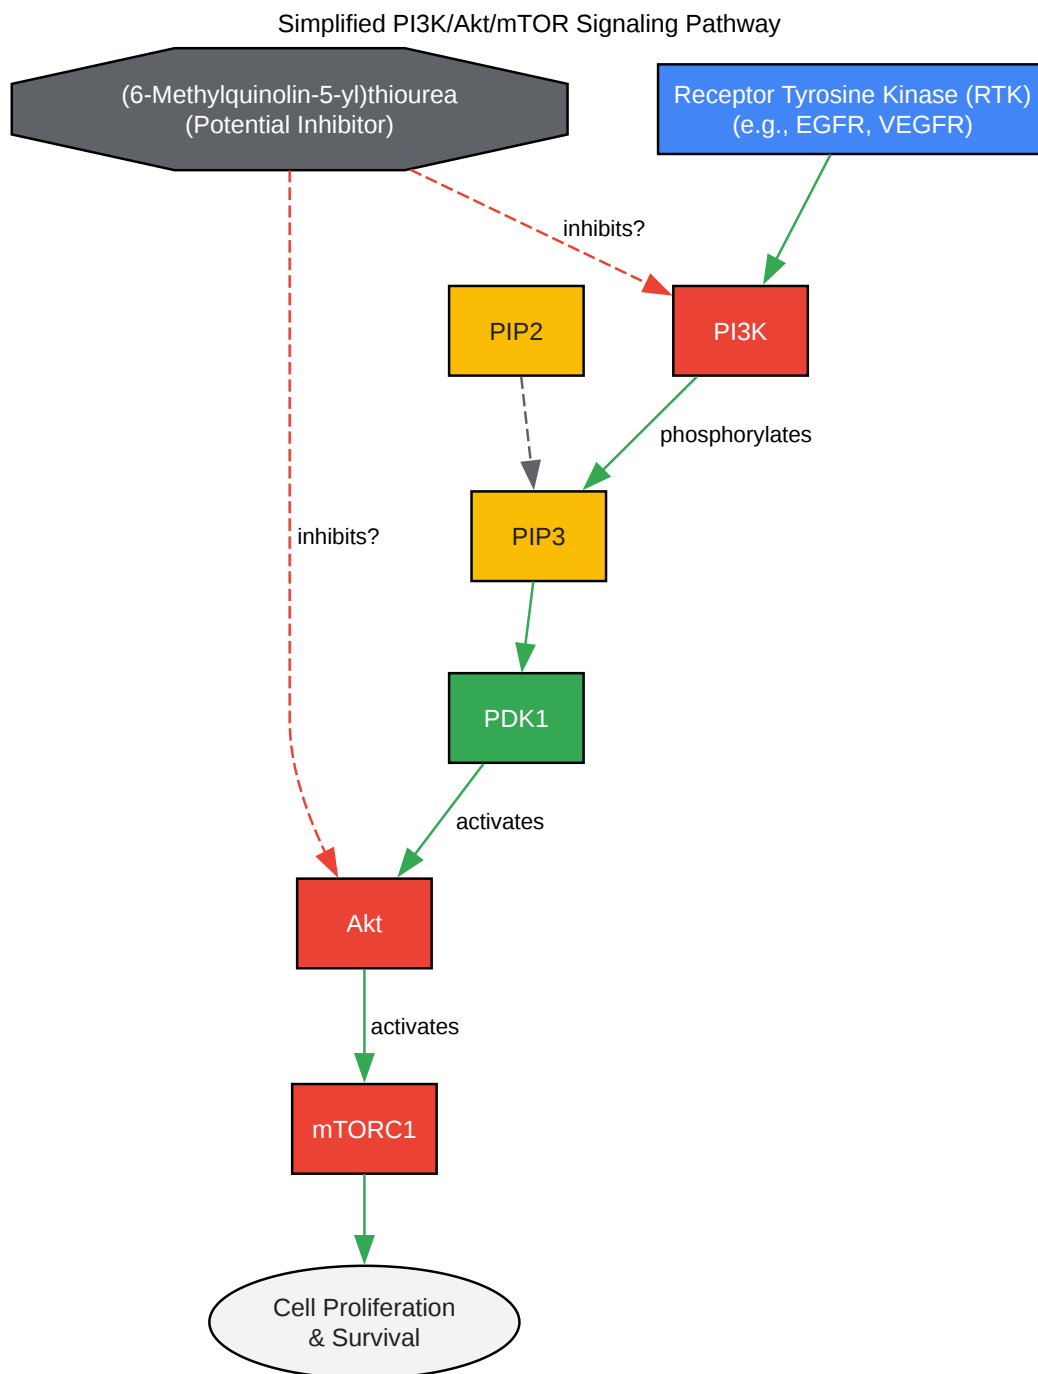 Simplified PI3K/Akt/mTOR Signaling Pathway
(6-Methylquinolin-5-yl)thiourea
(Potential Inhibitor)
Receptor Tyrosine Kinase (RTK)
(e.g., EGFR, VEGFR)
inhibits?
PIP2
PI3K
phosphorylates
PIP3
inhibits?
PDK1
activates
Akt
activates
mTORC1
Cell Proliferation
& Survival